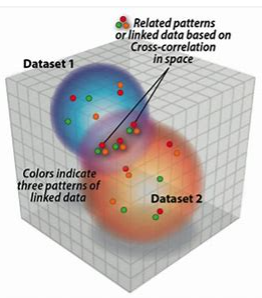 Related patterns
or linked data based on
Cross-correlation
in space
Dataset 1
Colors indicate
three patterns of
linked data
Dataset 2